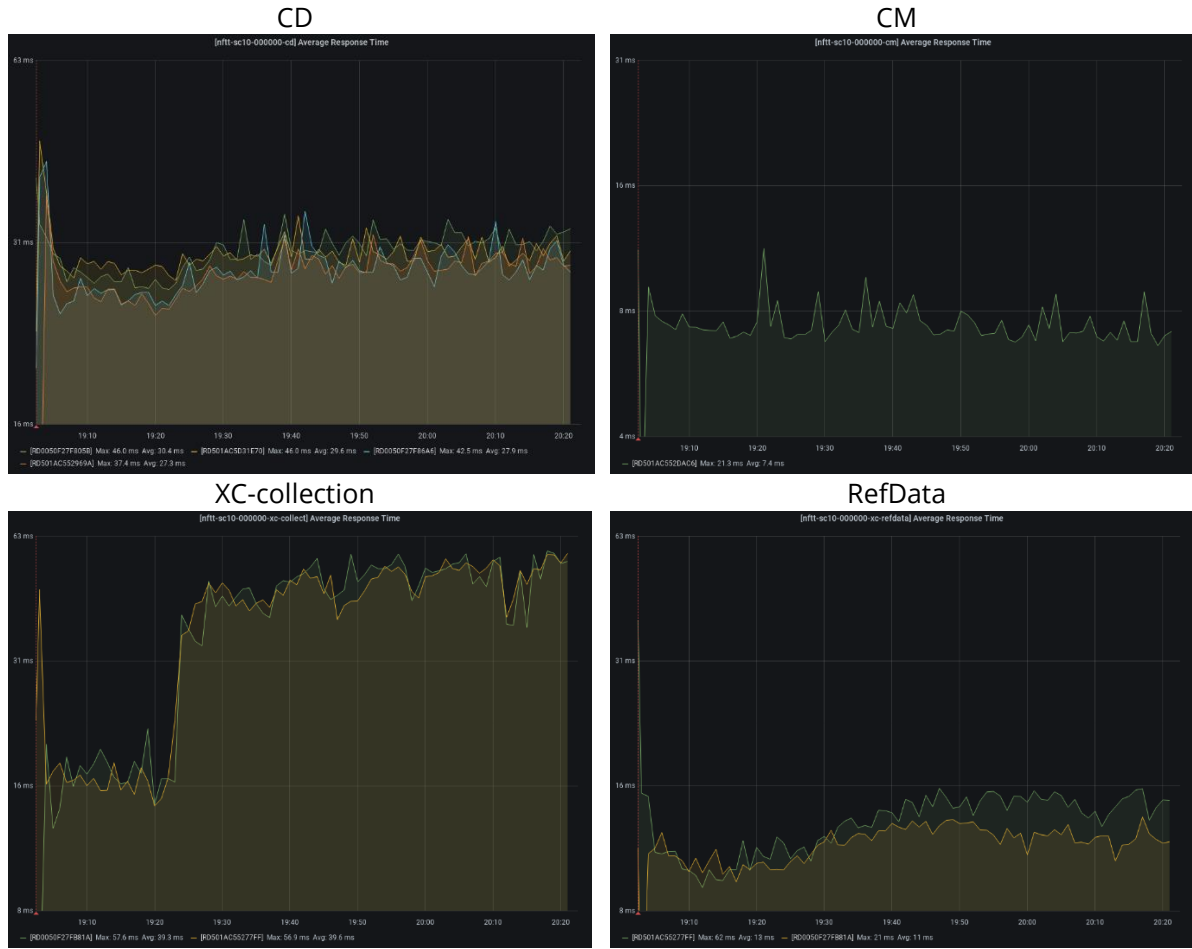 CD
[nftt-sc10-000000-cd] Average Response Time
63 ms
31 ms
16 ms
19:10 19:20 19:30 19:40 19:50 20:00 20:10 20:20
[RD0050F27F805B] Max: 46.0 ms Avg: 30.4 ms [RD501AC5D31E70] Max: 46.0 ms Avg: 29.6 ms [RD0050F27F86A6] Max: 42.5 ms Avg: 27.9 ms
[RD501AC552969A] Max: 37.4 ms Avg: 27.3 ms
CM
[nftt-sc10-000000-cm] Average Response Time
31 ms
16 ms
8 ms
4 ms
19:10 19:20 19:30 19:40 19:50 20:00 20:10 20:20
[RD501AC552DAC6] Max: 21.3 ms Avg: 7.4 ms
XC-collection
[nftt-sc10-000000-xc-collect] Average Response Time
63 ms
31 ms
16 ms
8 ms
19:10 19:20 19:30 19:40 19:50 20:00 20:10 20:20
[RD0050F27FB81A] Max: 57.6 ms Avg: 39.3 ms [RD501AC55277FF] Max: 56.9 ms Avg: 39.6 ms
RefData
[nftt-sc10-000000-xc-refdata] Average Response Time
63 ms
31 ms
16 ms
8 ms
19:10 19:20 19:30 19:40 19:50 20:00 20:10 20:20
[RD501AC55277FF] Max: 62 ms Avg: 13 ms [RD0050F27FB81A] Max: 21 ms Avg: 11 ms